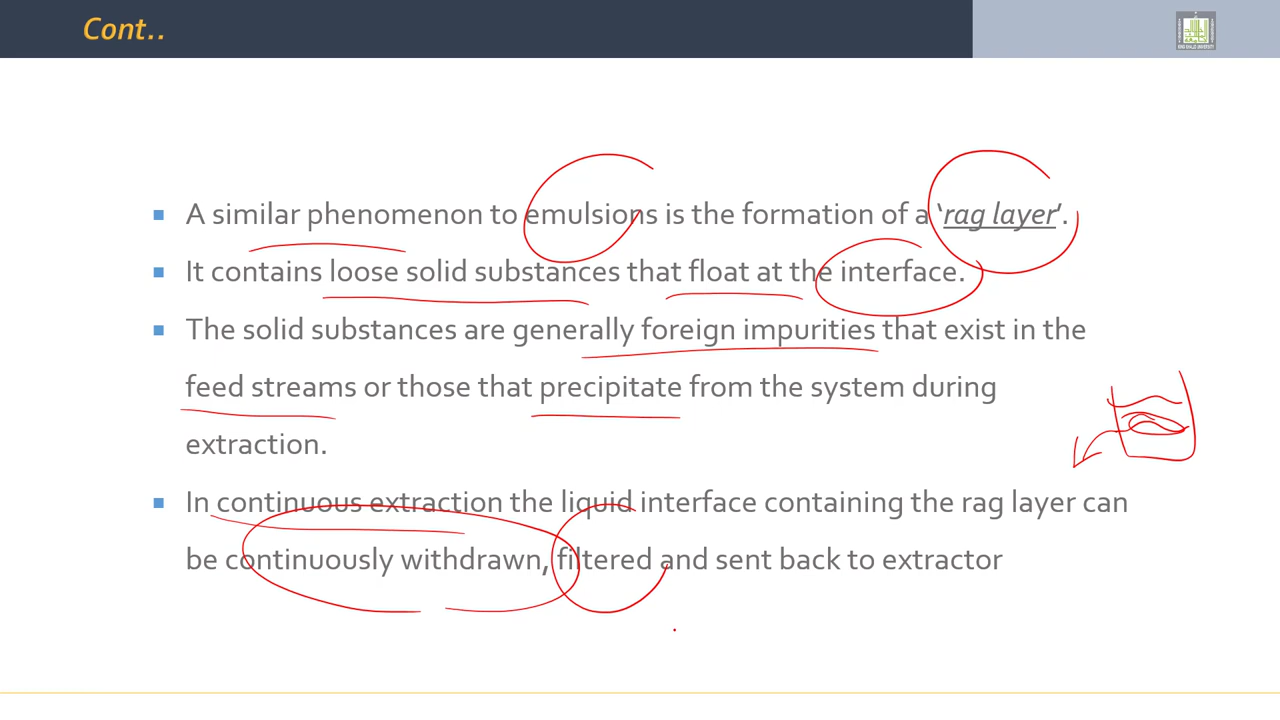 Cont..
A similar phenomenon to emulsions is the formation of a ‘rag layer’.
It contains loose solid substances that float at the interface.
The solid substances are generally foreign impurities that exist in the
feed streams or those that precipitate from the system during
extraction.
In continuous extraction the liquid interface containing the rag layer can
be continuously withdrawn, filtered and sent back to extractor